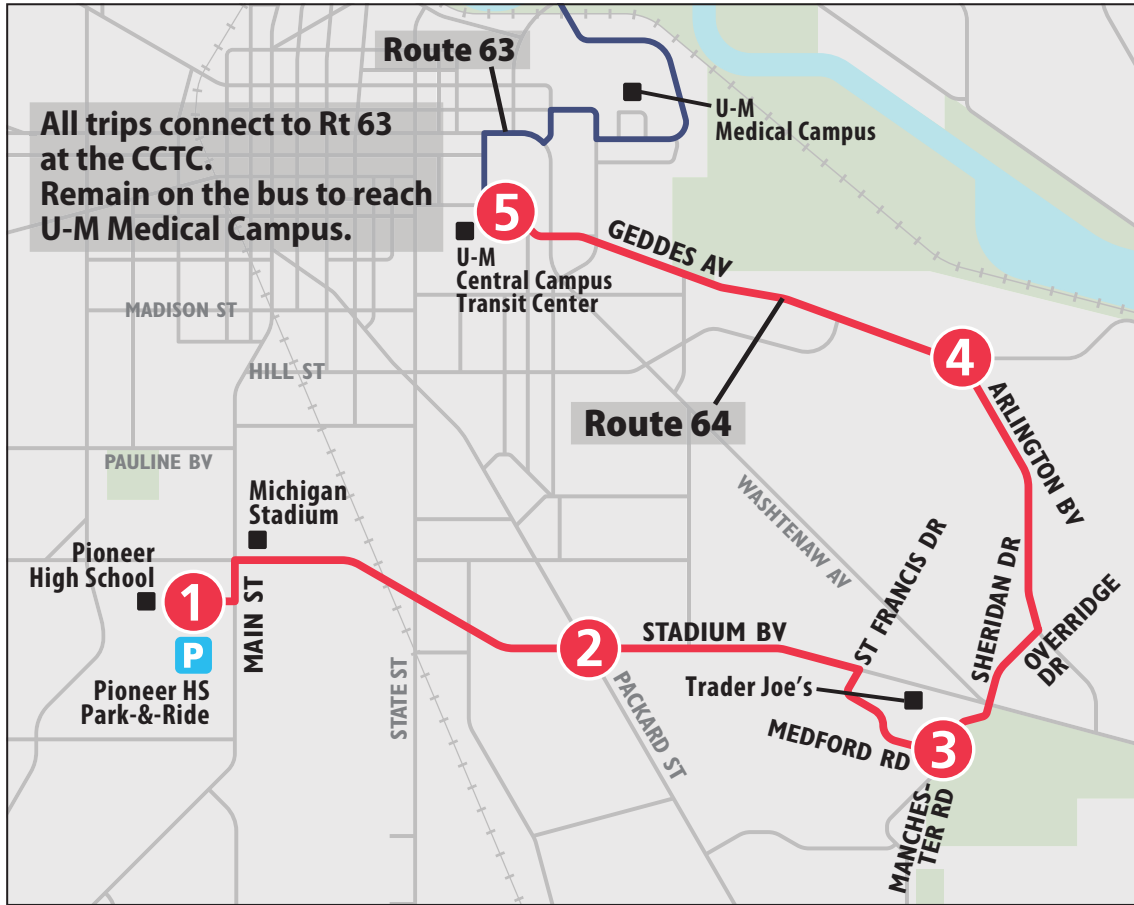 Route 63
All trips connect to Rt 63
at the CCTC.
Remain on the bus to reach
U-M Medical Campus.
U-M
Medical Campus
5
U-M
Central Campus
Transit Center
GEDDES AV
MADISON ST
HILL ST
4
Route 64
ARLINGTON BV
PAULINE BV
Michigan
Stadium
WASHTENAW AV
Pioneer
High School
1
MAIN ST
P
Pioneer HS
Park-&-Ride
STATE ST
2
STADIUM BV
PACKARD ST
ST FRANCIS DR
SHERIDAN DR
OVERRIDGE
DR
Trader Joe's
MEDFORD RD
3
MANCHES-
TER RD